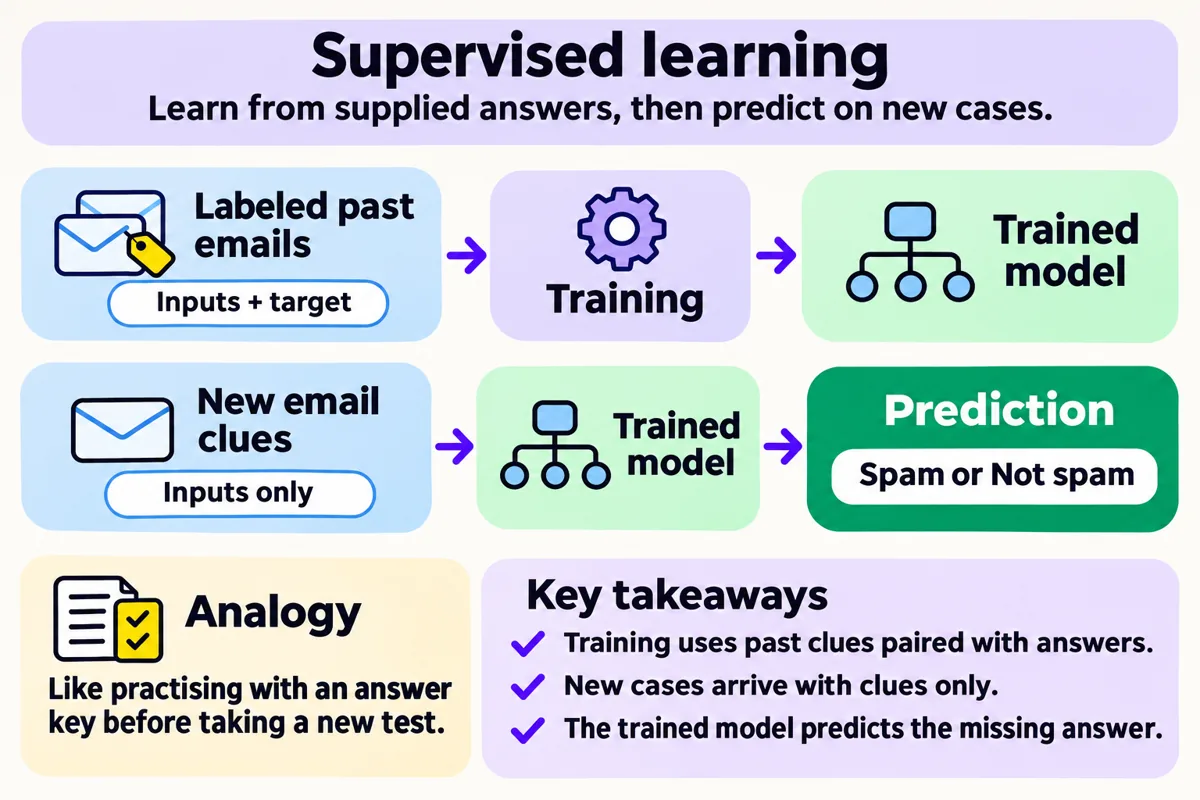 Supervised learning
Learn from supplied answers, then predict on new cases.
Labeled past
emails
Inputs + target
Training
Trained
model
New email
clues
Inputs only
Trained
model
Prediction
Spam or Not spam
Analogy
Like practising with an answer
key before taking a new test.
Key takeaways
Training uses past clues paired with answers.
New cases arrive with clues only.
The trained model predicts the missing answer.